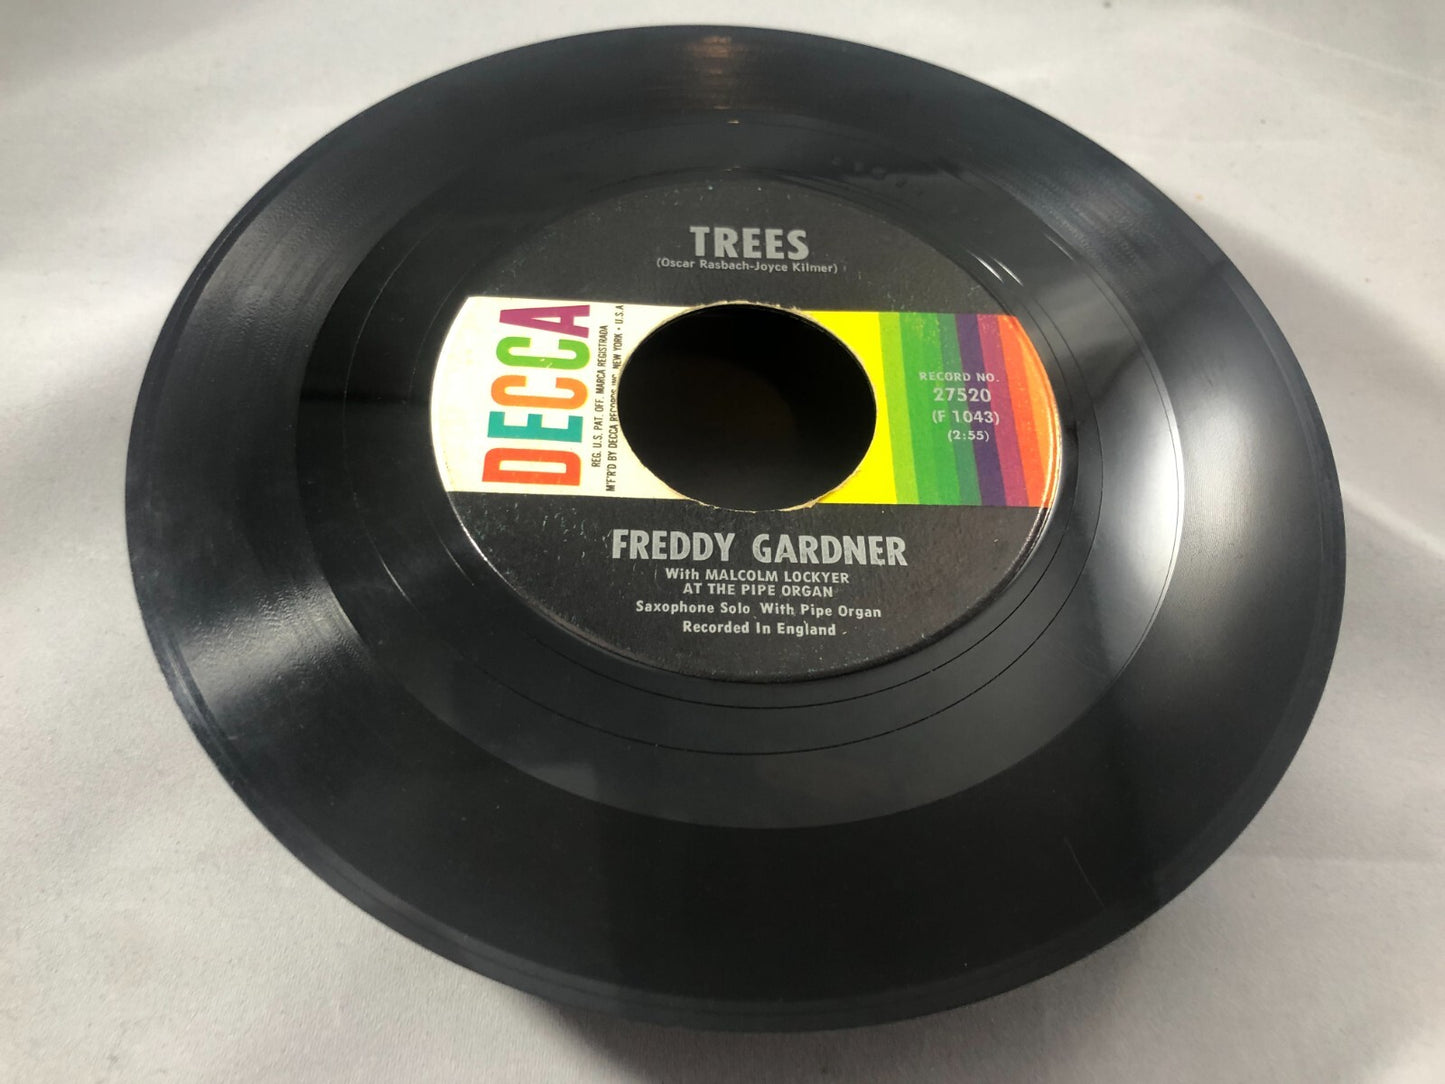 TREES
(Oscar Rasbach-Joyce Kilmer)
DECCA
REG. U.S. PAT. OFF. MARCA REGISTRADA
M'F'R'D BY DECCA RECORDS INC. NEW YORK · U.S.A
RECORD NO.
27520
(F 1043)
(2:55)
FREDDY GARDNER
With MALCOLM LOCKYER
AT THE PIPE ORGAN
Saxophone Solo With Pipe Organ
Recorded In England